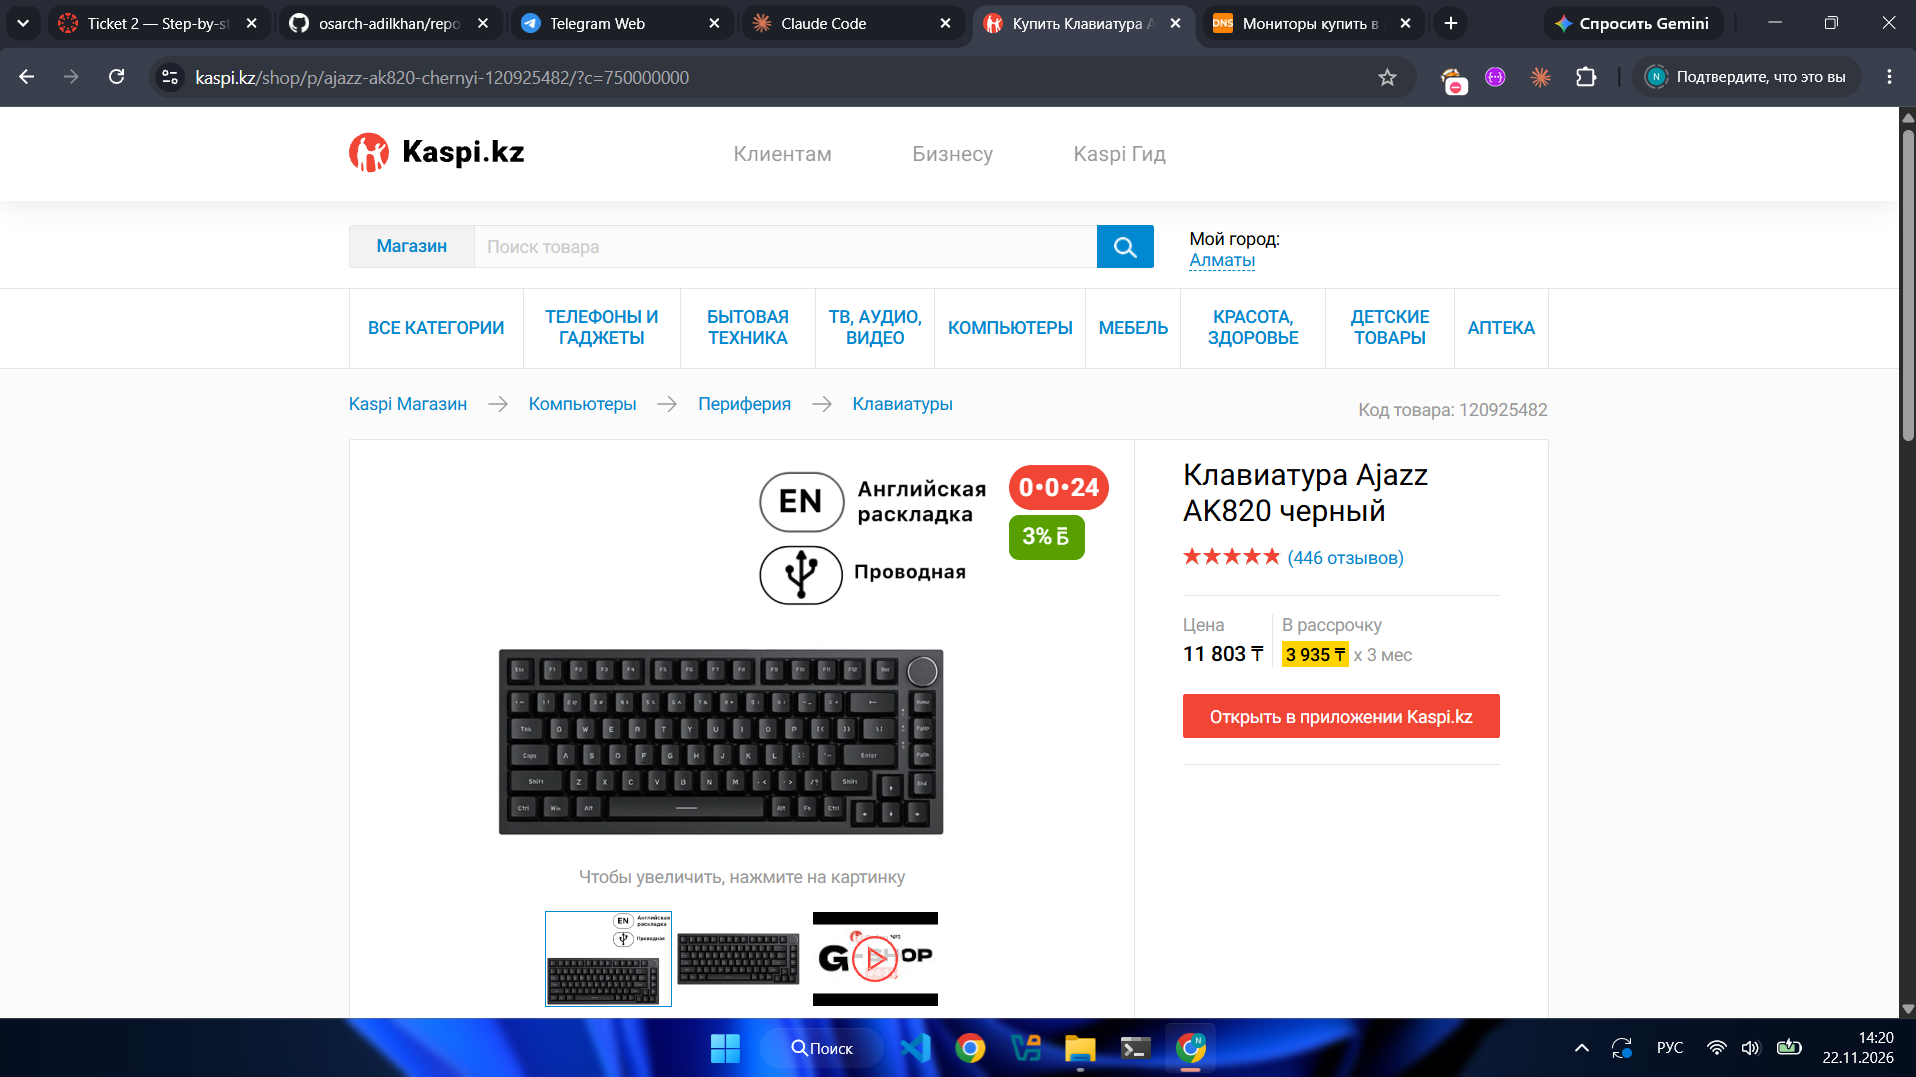 Ticket 2 — Step-by-st
osarch-adilkhan/repo
Telegram Web
Claude Code
Купить Клавиатура A
Мониторы купить в
Спросить Gemini
kaspi.kz/shop/p/ajazz-ak820-chernyi-120925482/?c=750000000
Подтвердите, что это вы
Kaspi.kz
Клиентам
Бизнесу
Kaspi Гид
Магазин
Поиск товара
Мой город:
Алматы
ВСЕ КАТЕГОРИИ
ТЕЛЕФОНЫ И
ГАДЖЕТЫ
БЫТОВАЯ
ТЕХНИКА
ТВ, АУДИО,
ВИДЕО
КОМПЬЮТЕРЫ
МЕБЕЛЬ
КРАСОТА,
ЗДОРОВЬЕ
ДЕТСКИЕ
ТОВАРЫ
АПТЕКА
Kaspi Магазин
Компьютеры
Периферия
Клавиатуры
Код товара: 120925482
EN
Английская
раскладка
Проводная
0•0•24
3% Б
Клавиатура Ajazz
AK820 черный
(446 отзывов)
Цена
11 803 ₸
В рассрочку
3 935 ₸ x 3 мес
Открыть в приложении Kaspi.kz
Чтобы увеличить, нажмите на картинку
EN
Английская
раскладка
Проводная
Поиск
РУС
14:20
22.11.2026